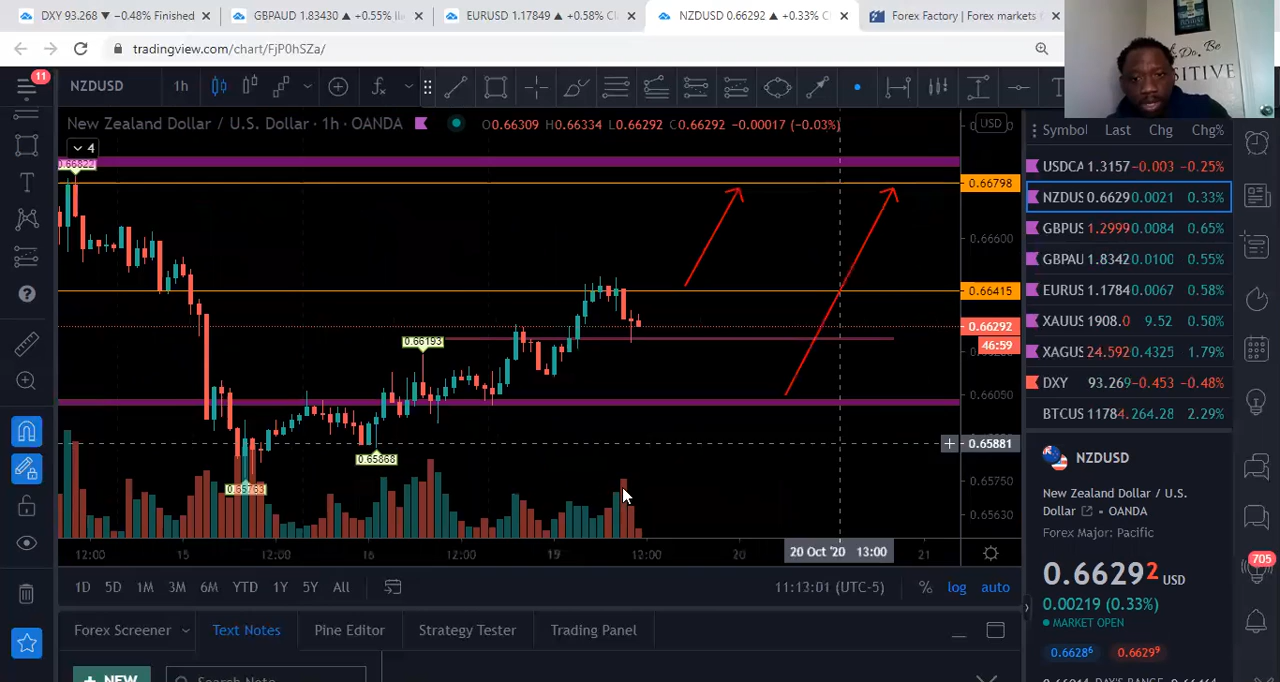 DXY 93.268 ▼ −0.48% Finished
GBPAUD 1.83430 ▲ +0.55%
EURUSD 1.17849 ▲ +0.58%
NZDUSD 0.66292 ▲ +0.33%
Forex Factory | Forex markets
tradingview.com/chart/FjP0hSZa/
Do. Be
SITIVE
11
NZDUSD
1h
New Zealand Dollar / U.S. Dollar · 1h · OANDA
O0.66309 H0.66334 L0.66292 C0.66292 −0.00017 (−0.03%)
USD
4
0.66822
0.66798
0.66600
0.66415
0.66292
46:59
0.66193
0.66050
0.65868
0.65881
0.65763
0.65750
0.65630
12:00 15 12:00 16 12:00 19 12:00 20 20 Oct '20 13:00 21
1D 5D 1M 3M 6M YTD 1Y 5Y All
11:13:01 (UTC-5) % log auto
Forex Screener Text Notes Pine Editor Strategy Tester Trading Panel
NEW
Search Note
Symbol Last Chg Chg%
USDCA 1.3157 -0.003 -0.25%
NZDUS 0.6629 0.0021 0.33%
GBPUS 1.2999 0.0084 0.65%
GBPAU 1.8342 0.0100 0.55%
EURUS 1.1784 0.0067 0.58%
XAUUS 1908.0 9.52 0.50%
XAGUS 24.592 0.4325 1.79%
DXY 93.269 -0.453 -0.48%
BTCUS 11784. 264.28 2.29%
NZDUSD
New Zealand Dollar / U.S.
Dollar • OANDA
Forex Major: Pacific
0.66292 USD
0.00219 (0.33%)
MARKET OPEN
0.66286 0.66299
705